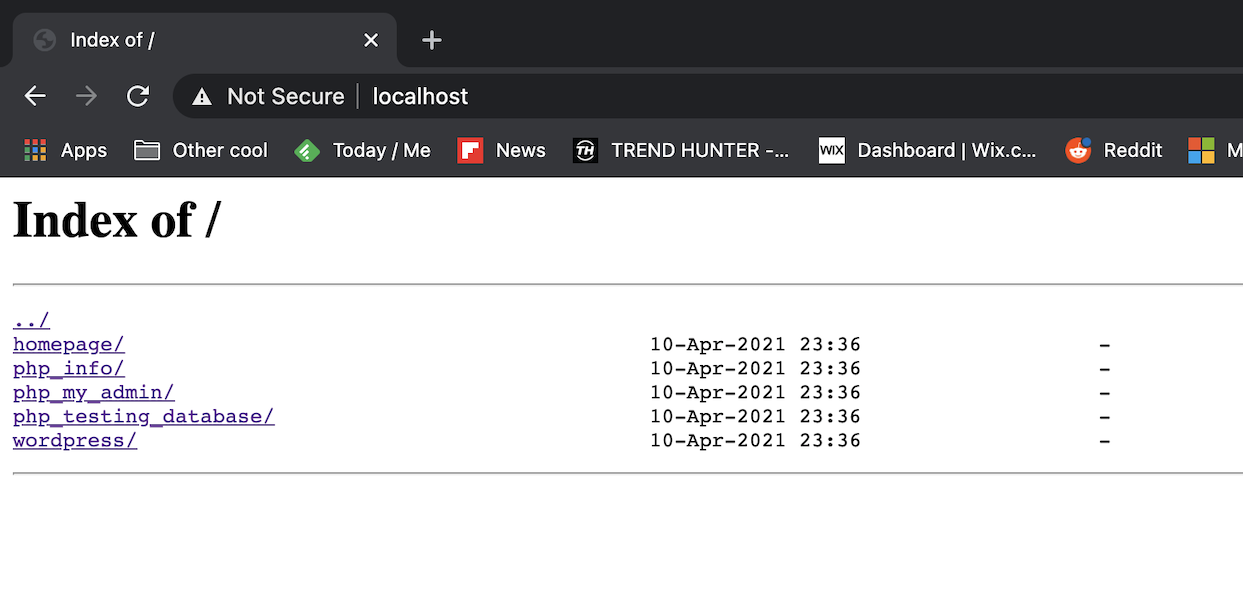 Index of /
Not Secure localhost
Apps Other cool Today / Me News TH TREND HUNTER -... WIX Dashboard | Wix.c... Reddit M
Index of /
../
homepage/ 10-Apr-2021 23:36 -
php_info/ 10-Apr-2021 23:36 -
php_my_admin/ 10-Apr-2021 23:36 -
php_testing_database/ 10-Apr-2021 23:36 -
wordpress/ 10-Apr-2021 23:36 -